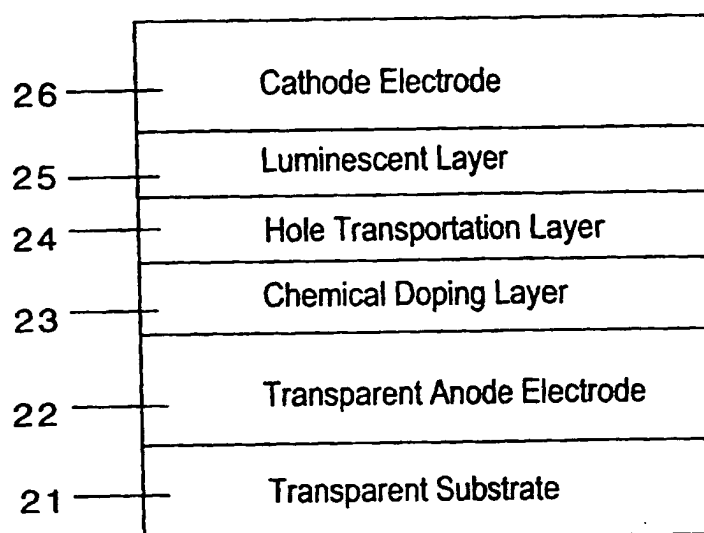 26 Cathode Electrode
25 Luminescent Layer
24 Hole Transportation Layer
23 Chemical Doping Layer
22 Transparent Anode Electrode
21 Transparent Substrate